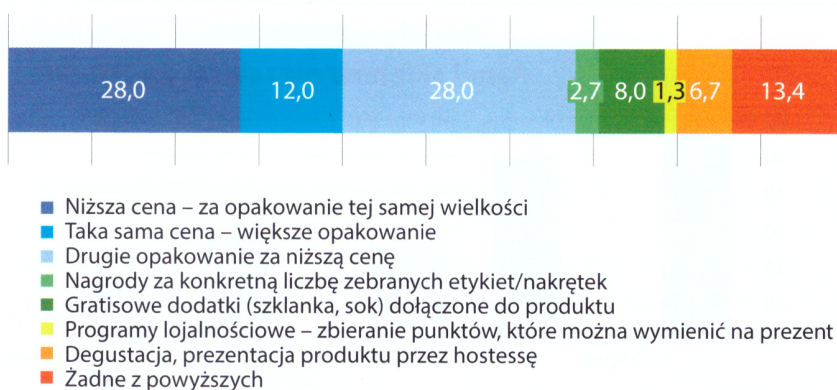 28,0 12,0 28,0 2,7 8,0 1,3 6,7 13,4
Niższa cena – za opakowanie tej samej wielkości
Taka sama cena – większe opakowanie
Drugie opakowanie za niższą cenę
Nagrody za konkretną liczbę zebranych etykiet/nakrętek
Gratisowe dodatki (szklanka, sok) dołączone do produktu
Programy lojalnościowe – zbieranie punktów, które można wymienić na prezent
Degustacja, prezentacja produktu przez hostessę
Żadne z powyższych